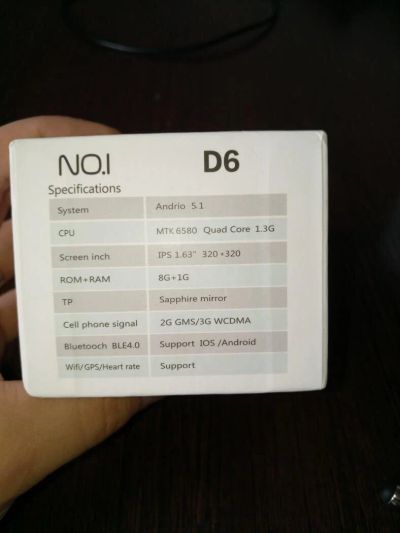 NO.1 D6
Specifications
System Andrio 5.1
CPU MTK 6580 Quad Core 1.3G
Screen inch IPS 1.63" 320*320
ROM+RAM 8G+1G
TP Sapphire mirror
Cell phone signal 2G GMS/3G WCDMA
Bluetooch BLE4.0 Support IOS /Android
Wifi/GPS/Heart rate Support